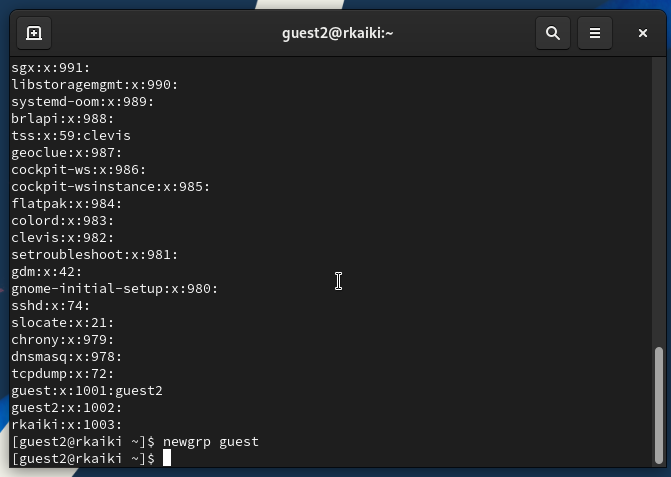 guest2@rkaiki:~
sgx:x:991:
libstoragemgmt:x:990:
systemd-oom:x:989:
brlapi:x:988:
tss:x:59:clevis
geoclue:x:987:
cockpit-ws:x:986:
cockpit-wsinstance:x:985:
flatpak:x:984:
colord:x:983:
clevis:x:982:
setroubleshoot:x:981:
gdm:x:42:
gnome-initial-setup:x:980:
sshd:x:74:
slocate:x:21:
chrony:x:979:
dnsmasq:x:978:
tcpdump:x:72:
guest:x:1001:guest2
guest2:x:1002:
rkaiki:x:1003:
[guest2@rkaiki ~]$ newgrp guest
[guest2@rkaiki ~]$